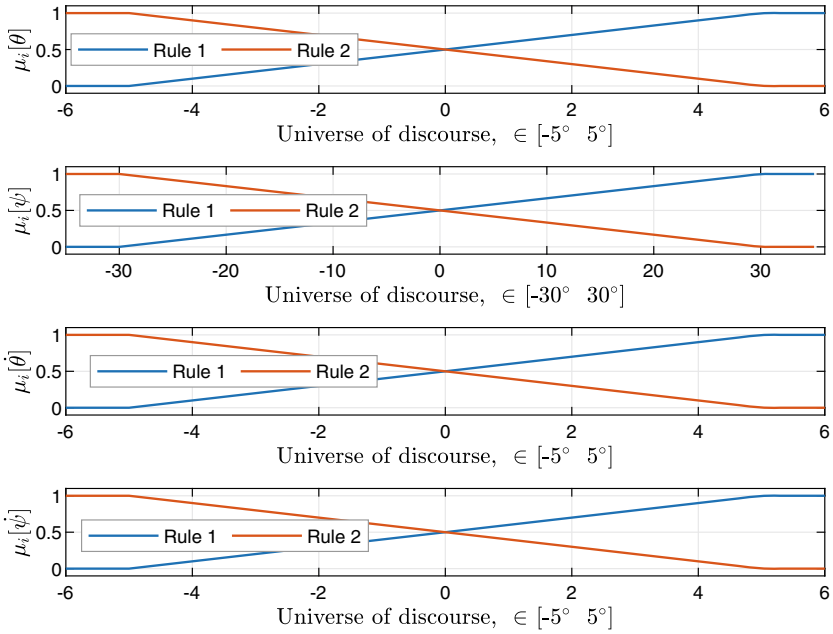 1
0.5
0
μ_i[θ]
Rule 1 Rule 2
-6 -4 -2 0 2 4 6
Universe of discourse, ∈ [-5° 5°]
1
0.5
0
μ_i[ψ]
Rule 1 Rule 2
-30 -20 -10 0 10 20 30
Universe of discourse, ∈ [-30° 30°]
1
0.5
0
μ_i[θ̇]
Rule 1 Rule 2
-6 -4 -2 0 2 4 6
Universe of discourse, ∈ [-5° 5°]
1
0.5
0
μ_i[ψ̇]
Rule 1 Rule 2
-6 -4 -2 0 2 4 6
Universe of discourse, ∈ [-5° 5°]